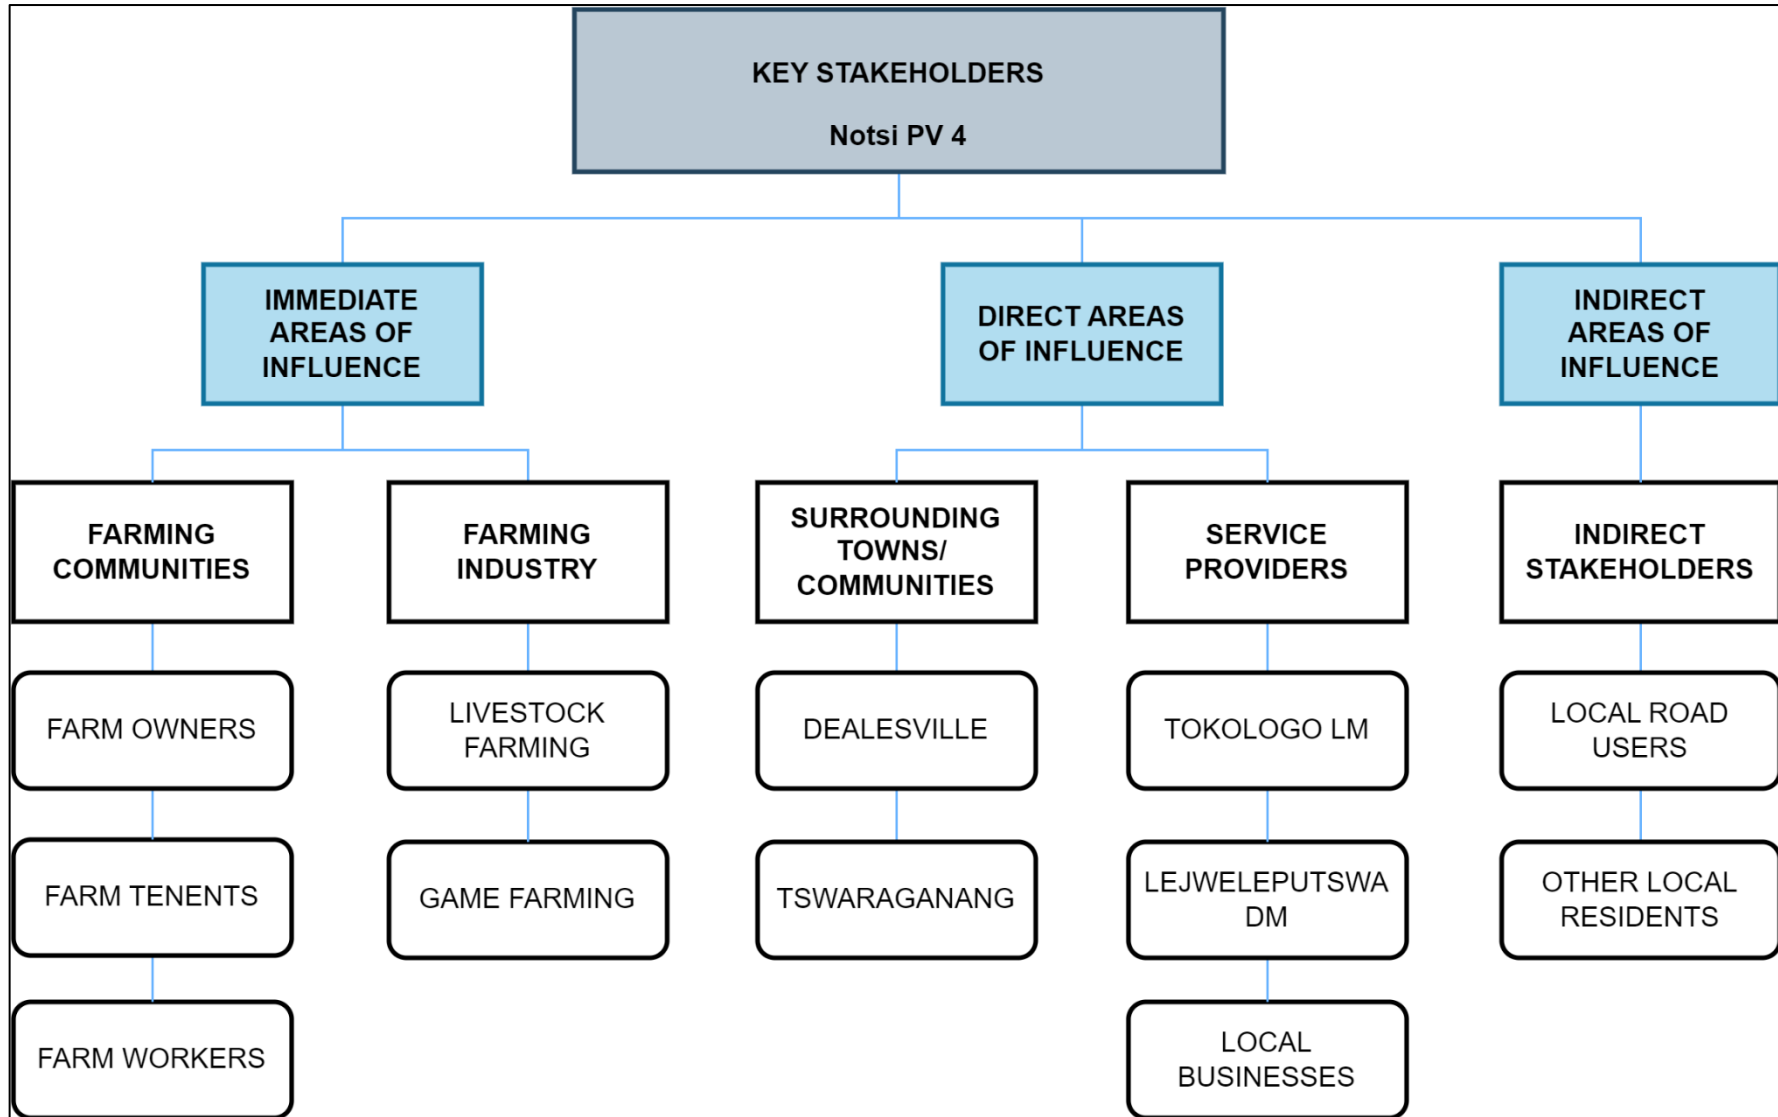 KEY STAKEHOLDERS
Notsi PV 4
IMMEDIATE
AREAS OF
INFLUENCE
DIRECT AREAS
OF INFLUENCE
INDIRECT
AREAS OF
INFLUENCE
FARMING
COMMUNITIES
FARMING
INDUSTRY
SURROUNDING
TOWNS/
COMMUNITIES
SERVICE
PROVIDERS
INDIRECT
STAKEHOLDERS
FARM OWNERS
LIVESTOCK
FARMING
DEALESVILLE
TOKOLOGO LM
LOCAL ROAD
USERS
FARM TENENTS
GAME FARMING
TSWARAGANANG
LEJWELEPUTSWA
DM
OTHER LOCAL
RESIDENTS
FARM WORKERS
LOCAL
BUSINESSES